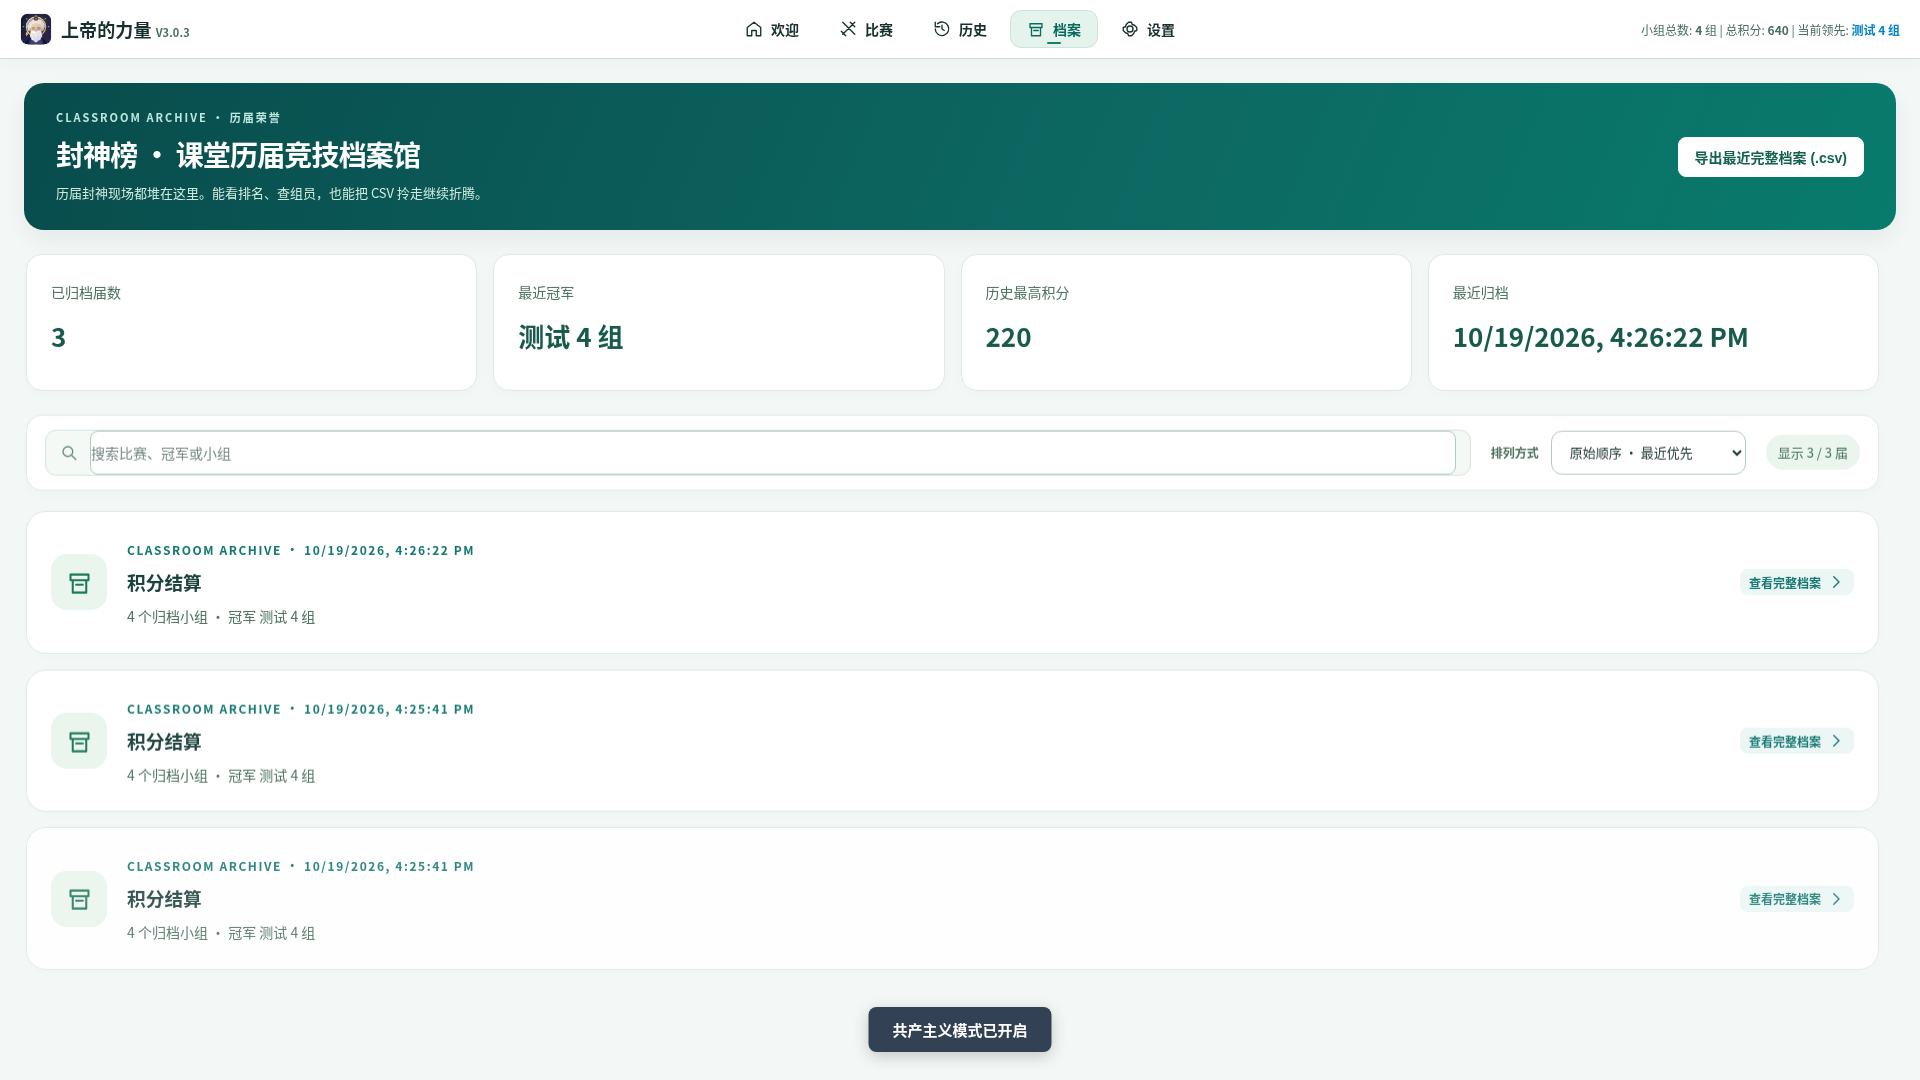 上帝的力量 V3.0.3
欢迎
比赛
历史
档案
设置
小组总数: 4 组 | 总积分: 640 | 当前领先: 测试 4 组
CLASSROOM ARCHIVE • 历届荣誉
封神榜 • 课堂历届竞技档案馆
历届封神现场都堆在这里。能看排名、查组员，也能把 CSV 拎走继续折腾。
导出最近完整档案 (.csv)
已归档届数
3
最近冠军
测试 4 组
历史最高积分
220
最近归档
10/19/2026, 4:26:22 PM
搜索比赛、冠军或小组
排列方式
原始顺序 • 最近优先
显示 3 / 3 届
CLASSROOM ARCHIVE • 10/19/2026, 4:26:22 PM
积分结算
4 个归档小组 • 冠军 测试 4 组
查看完整档案
CLASSROOM ARCHIVE • 10/19/2026, 4:25:41 PM
积分结算
4 个归档小组 • 冠军 测试 4 组
查看完整档案
CLASSROOM ARCHIVE • 10/19/2026, 4:25:41 PM
积分结算
4 个归档小组 • 冠军 测试 4 组
查看完整档案
共产主义模式已开启